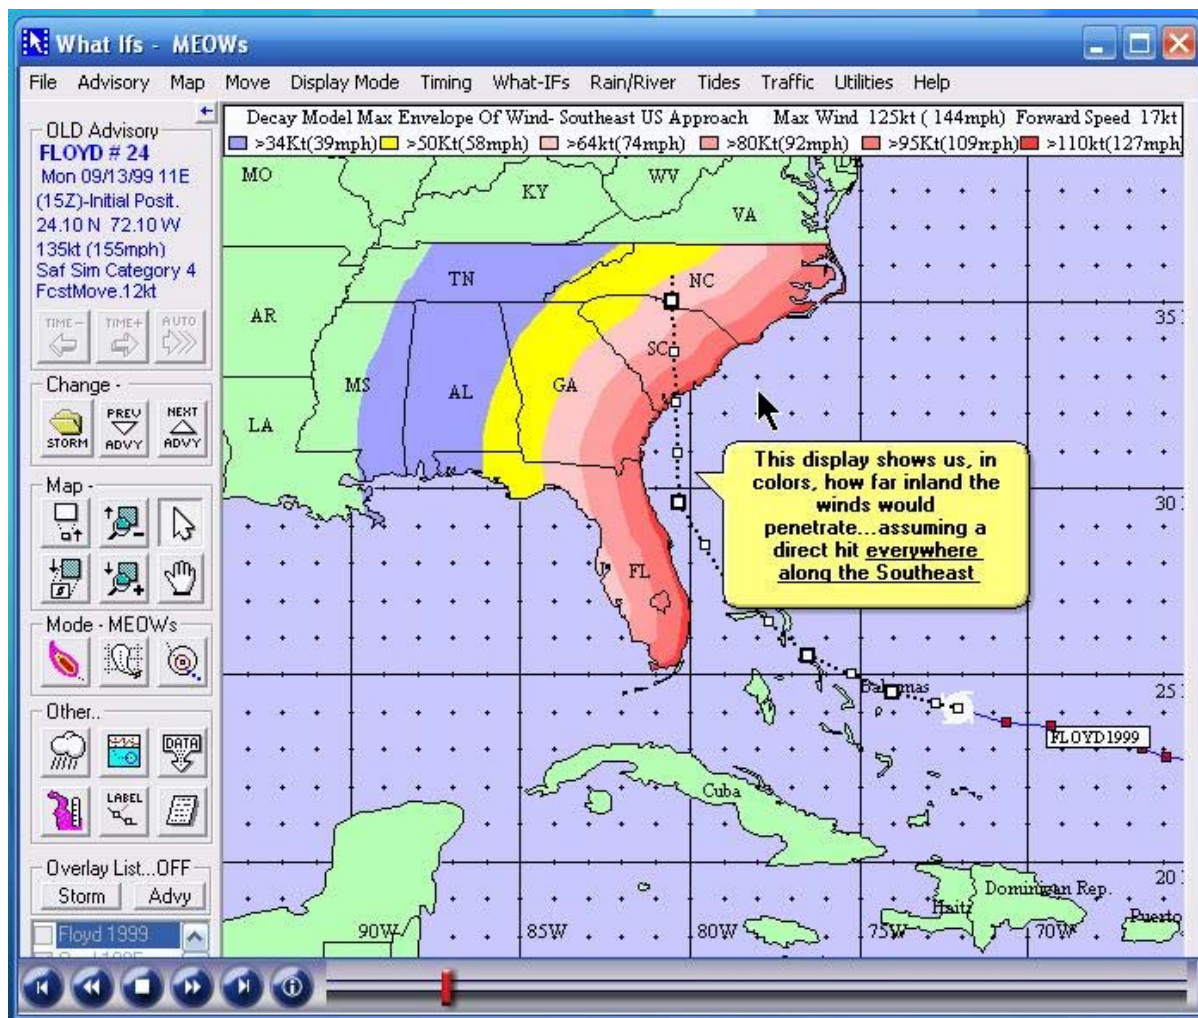 What Ifs - MEOWs
File Advisory Map Move Display Mode Timing What-IFs Rain/River Tides Traffic Utilities Help
OLD Advisory
FLOYD # 24
Mon 09/13/99 11E
(15Z)-Initial Posit.
24.10 N 72.10 W
135kt (155mph)
Saf Sim Category 4
FcstMove.12kt
TIME- TIME+ AUTO
Change -
STORM PREV ADVY NEXT ADVY
Map -
Mode - MEOWs
Other..
DATA
LABEL
Overlay List...OFF
Storm Advy
Floyd 1999
Decay Model Max Envelope Of Wind- Southeast US Approach Max Wind 125kt ( 144mph) Forward Speed 17kt
>34Kt(39mph) >50Kt(58mph) >64kt(74mph) >80Kt(92mph) >95Kt(109mph) >110kt(127mph
MO KY WV VA DE
TN NC
AR 35
SC
MS AL GA
LA
30
This display shows us, in
colors, how far inland the
winds would
penetrate...assuming a
direct hit everywhere
along the Southeast
FL
Bahamas 25
FLOYD1999
Cuba
20
Dominican Rep.
Haiti Puerto
90W 85W 80W 75W 70W